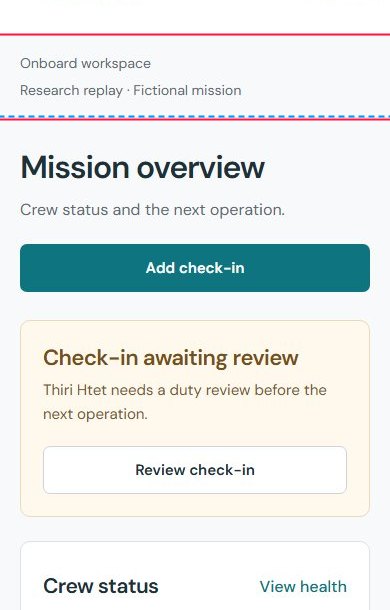 Onboard workspace
Research replay · Fictional mission
Mission overview
Crew status and the next operation.
Add check-in
Check-in awaiting review
Thiri Htet needs a duty review before the
next operation.
Review check-in
Crew status
View health